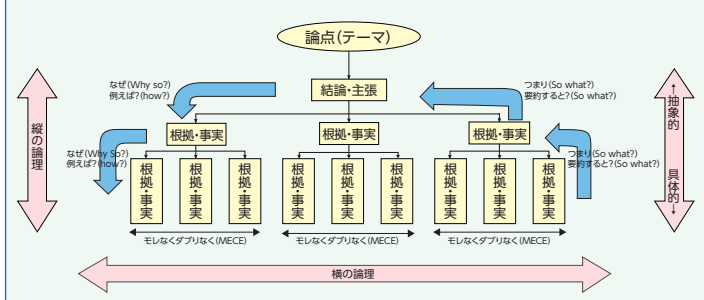 論点(テーマ)
なぜ(Why so?)
例えば?(how?)
結論・主張
つまり(So what?)
要約すると?(So what?)
縦の論理
なぜ(Why So?)
例えば?(how?)
根拠・事実
根拠・事実
根拠・事実
つまり(So what?)
要約すると?(So what?)
←抽象的 具体的→
根拠・事実
根拠・事実
根拠・事実
根拠・事実
根拠・事実
根拠・事実
根拠・事実
根拠・事実
根拠・事実
モレなくダブりなく(MECE)
モレなくダブりなく(MECE)
モレなくダブりなく(MECE)
横の論理